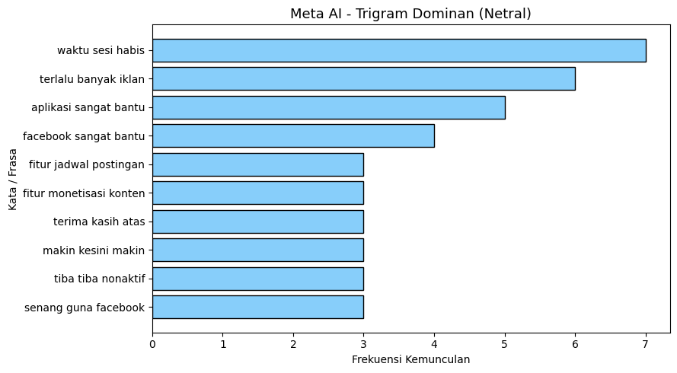 Meta AI - Trigram Dominan (Netral)
Kata / Frasa
waktu sesi habis
terlalu banyak iklan
aplikasi sangat bantu
facebook sangat bantu
fitur jadwal postingan
fitur monetisasi konten
terima kasih atas
makin kesini makin
tiba tiba nonaktif
senang guna facebook
0 1 2 3 4 5 6 7
Frekuensi Kemunculan